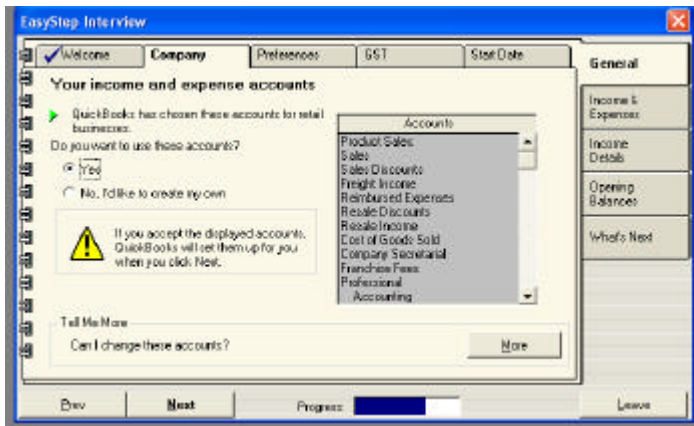 EasyStep Interview
Welcome
Company
Preferences
GST
Start Date
General
Income & Expenses
Income Details
Opening Balances
What's Next
Your income and expense accounts
QuickBooks has chosen these accounts for retail
businesses.
Do you want to use these accounts?
Yes
No, I'd like to create my own
If you accept the displayed accounts,
QuickBooks will set them up for you
when you click Next.
Accounts
Product Sales
Sales
Sales Discounts
Freight Income
Reimbursed Expenses
Resale Discounts
Resale Income
Cost of Goods Sold
Company Secretarial
Franchise Fees
Professional
Accounting
Tell Me More
Can I change these accounts?
More
Prev
Next
Progress:
Leave